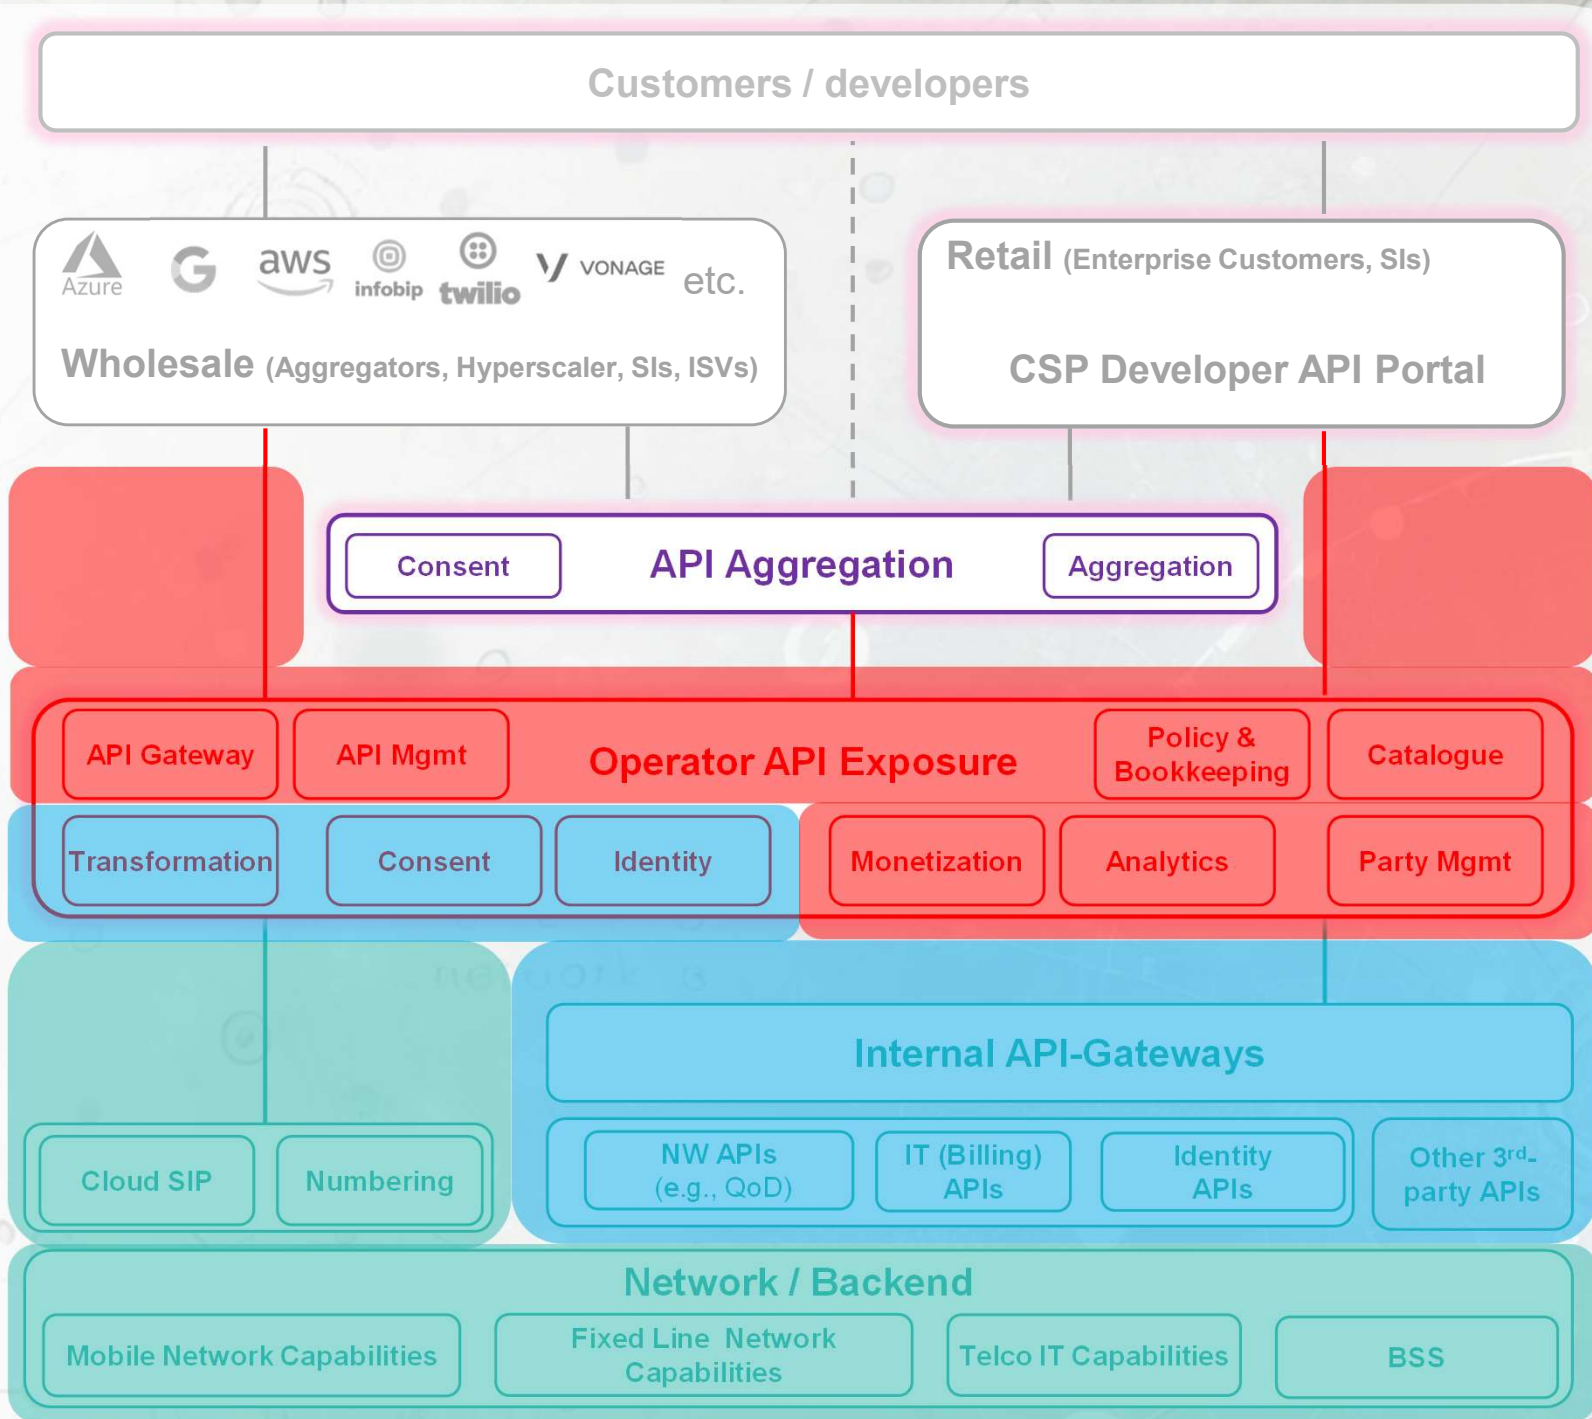 Customers / developers
Azure
G
aws
infobip
twilio
VONAGE
etc.
Wholesale (Aggregators, Hyperscaler, SIs, ISVs)
Retail (Enterprise Customers, SIs)
CSP Developer API Portal
Consent
API Aggregation
Aggregation
API Gateway
API Mgmt
Operator API Exposure
Policy &
Bookkeeping
Catalogue
Transformation
Consent
Identity
Monetization
Analytics
Party Mgmt
Internal API-Gateways
Cloud SIP
Numbering
NW APIs
(e.g., QoD)
IT (Billing)
APIs
Identity
APIs
Other 3rd-
party APIs
Network / Backend
Mobile Network Capabilities
Fixed Line Network
Capabilities
Telco IT Capabilities
BSS